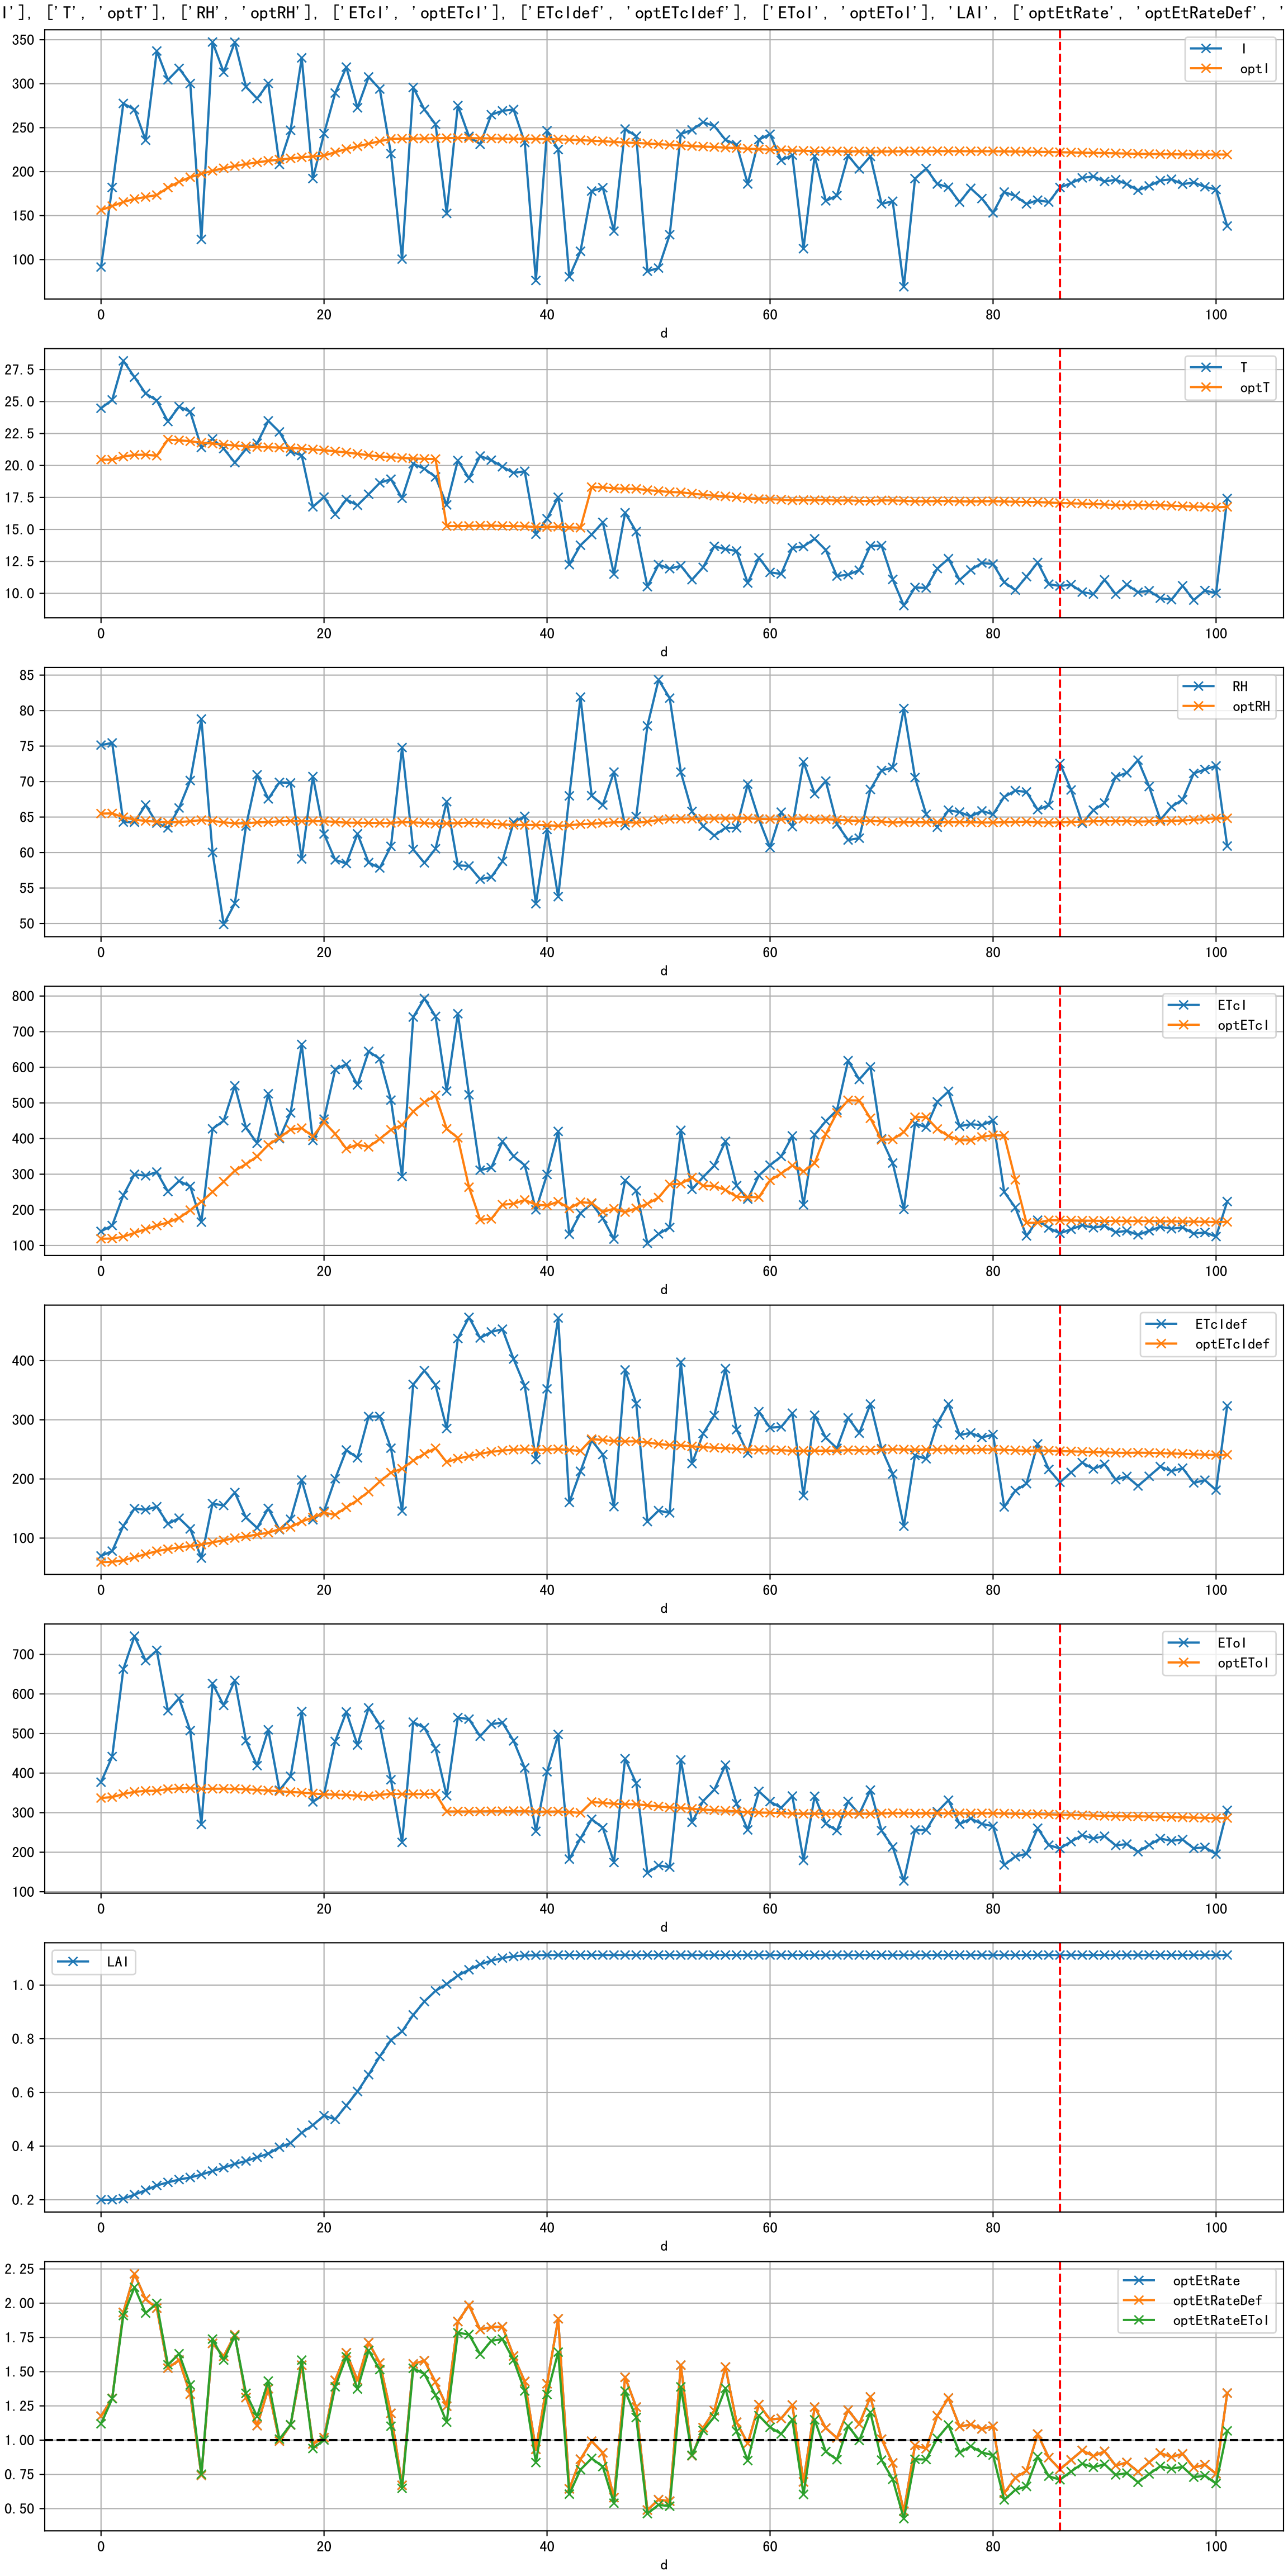 I'], ['T', 'optT'], ['RH', 'optRH'], ['ETcI', 'optETcI'], ['ETcIdef', 'optETcIdef'], ['EToI', 'optEToI'], 'LAI', ['optEtRate', 'optEtRateDef', '
350
300
250
200
150
100
I
optI
0 20 40 60 80 100
d
27.5
25.0
22.5
20.0
17.5
15.0
12.5
10.0
T
optT
0 20 40 60 80 100
d
85
80
75
70
65
60
55
50
RH
optRH
0 20 40 60 80 100
d
800
700
600
500
400
300
200
100
ETcI
optETcI
0 20 40 60 80 100
d
400
300
200
100
ETcIdef
optETcIdef
0 20 40 60 80 100
d
700
600
500
400
300
200
100
EToI
optEToI
0 20 40 60 80 100
d
1.0
0.8
0.6
0.4
0.2
LAI
0 20 40 60 80 100
d
2.25
2.00
1.75
1.50
1.25
1.00
0.75
0.50
optEtRate
optEtRateDef
optEtRateEToI
0 20 40 60 80 100
d